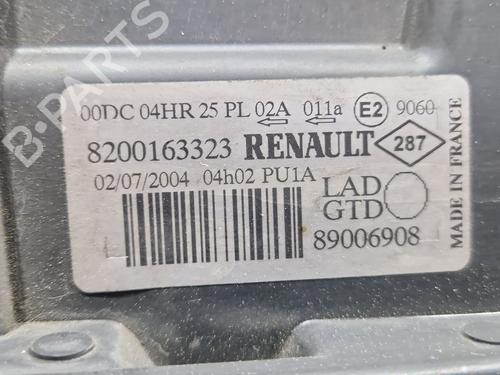 00DC 04HR 25 PL 02A 011a E2 9060
8200163323 RENAULT 287
02/07/2004 04h02 PU1A
LAD
GTD
89006908
MADE IN FRANCE
B-PARTS